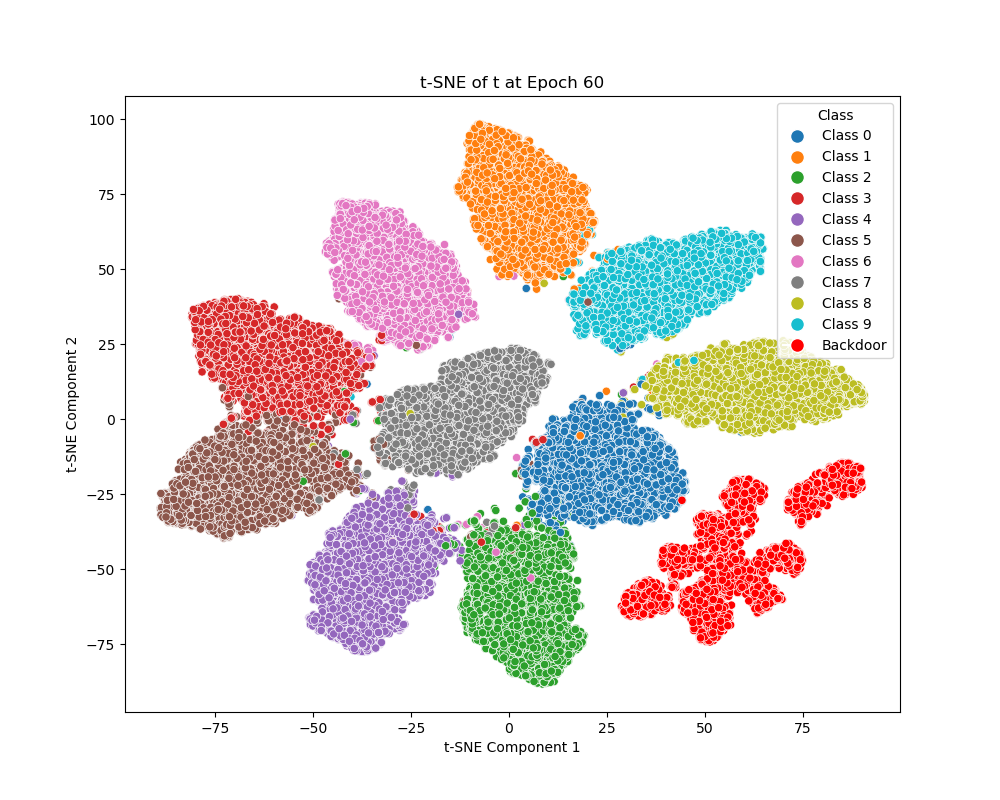 t-SNE of t at Epoch 60
Class
Class 0
Class 1
Class 2
Class 3
Class 4
Class 5
Class 6
Class 7
Class 8
Class 9
Backdoor
100
75
50
25
0
−25
−50
−75
t-SNE Component 2
−75
−50
−25
0
25
50
75
t-SNE Component 1